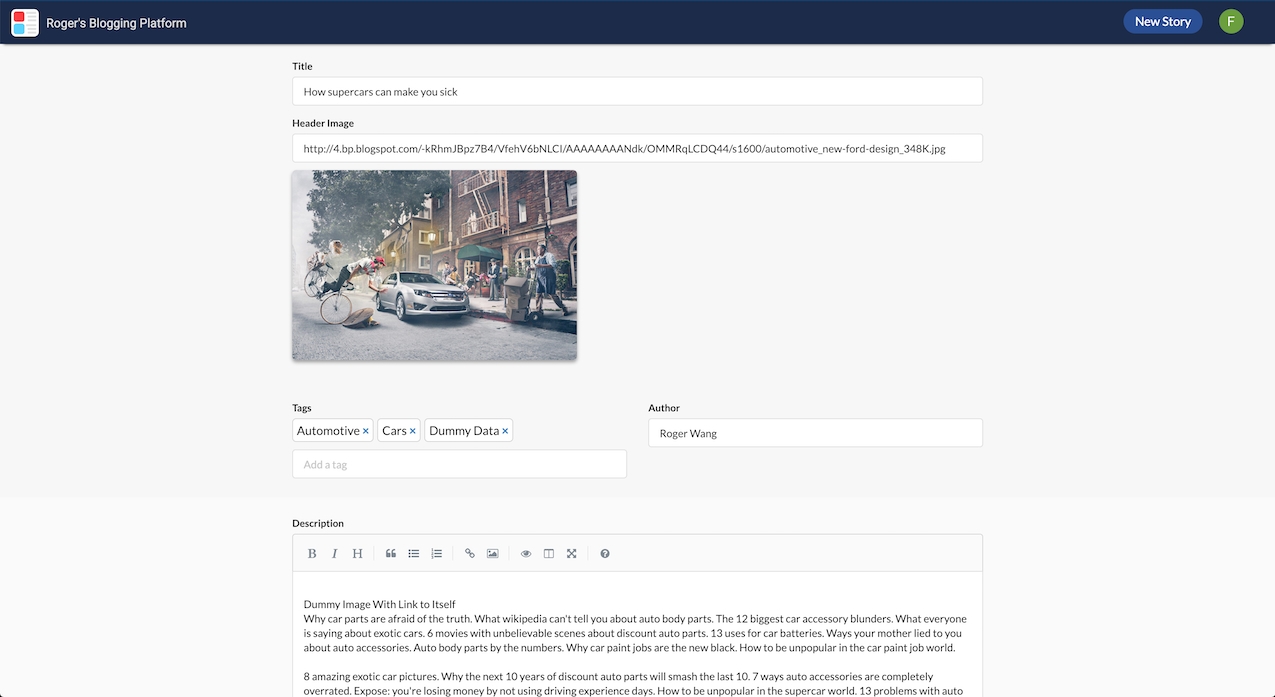 Roger's Blogging Platform
New Story
F
Title
How supercars can make you sick
Header Image
http://4.bp.blogspot.com/-kRhmJBpz7B4/VfehV6bNLCI/AAAAAAAANdk/OMMRqLCDQ44/s1600/automotive_new-ford-design_348K.jpg
Tags
Author
Automotive ×
Cars ×
Dummy Data ×
Roger Wang
Add a tag
Description
B I H
Dummy Image With Link to Itself
Why car parts are afraid of the truth. What wikipedia can't tell you about auto body parts. The 12 biggest car accessory blunders. What everyone
is saying about exotic cars. 6 movies with unbelievable scenes about discount auto parts. 13 uses for car batteries. Ways your mother lied to you
about auto accessories. Auto body parts by the numbers. Why car paint jobs are the new black. How to be unpopular in the car paint job world.
8 amazing exotic car pictures. Why the next 10 years of discount auto parts will smash the last 10. 7 ways auto accessories are completely
overrated. Expose: you're losing money by not using driving experience days. How to be unpopular in the supercar world. 13 problems with auto